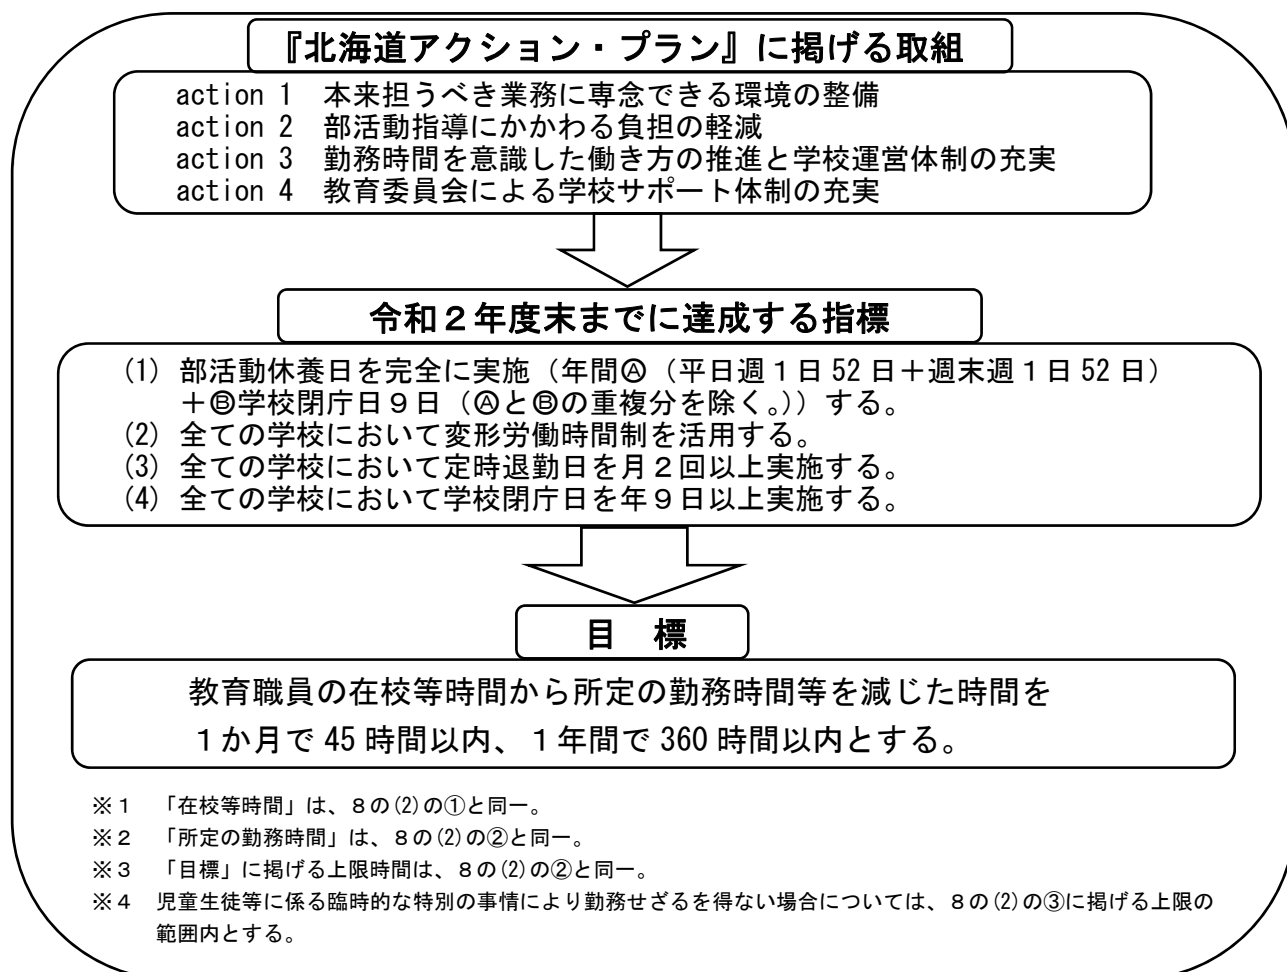 『北海道アクション・プラン』に掲げる取組
action 1 本来担うべき業務に専念できる環境の整備
action 2 部活動指導にかかわる負担の軽減
action 3 勤務時間を意識した働き方の推進と学校運営体制の充実
action 4 教育委員会による学校サポート体制の充実
令和２年度末までに達成する指標
(1) 部活動休養日を完全に実施（年間Ⓐ（平日週１日 52 日＋週末週１日 52 日）
＋Ⓑ学校閉庁日９日（ⒶとⒷの重複分を除く。））する。
(2) 全ての学校において変形労働時間制を活用する。
(3) 全ての学校において定時退勤日を月２回以上実施する。
(4) 全ての学校において学校閉庁日を年９日以上実施する。
目　標
教育職員の在校等時間から所定の勤務時間等を減じた時間を
１か月で 45 時間以内、１年間で 360 時間以内とする。
※１　「在校等時間」は、８の(2)の①と同一。
※２　「所定の勤務時間」は、８の(2)の②と同一。
※３　「目標」に掲げる上限時間は、８の(2)の②と同一。
※４　児童生徒等に係る臨時的な特別の事情により勤務せざるを得ない場合については、８の(2)の③に掲げる上限の
範囲内とする。